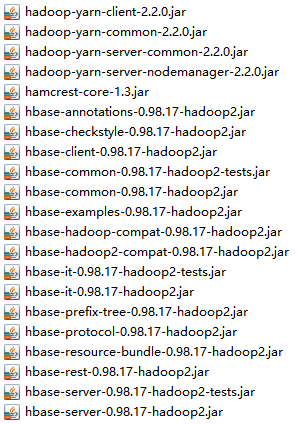 hadoop-yarn-client-2.2.0.jar
hadoop-yarn-common-2.2.0.jar
hadoop-yarn-server-common-2.2.0.jar
hadoop-yarn-server-nodemanager-2.2.0.jar
hamcrest-core-1.3.jar
hbase-annotations-0.98.17-hadoop2.jar
hbase-checkstyle-0.98.17-hadoop2.jar
hbase-client-0.98.17-hadoop2.jar
hbase-common-0.98.17-hadoop2-tests.jar
hbase-common-0.98.17-hadoop2.jar
hbase-examples-0.98.17-hadoop2.jar
hbase-hadoop-compat-0.98.17-hadoop2.jar
hbase-hadoop2-compat-0.98.17-hadoop2.jar
hbase-it-0.98.17-hadoop2-tests.jar
hbase-it-0.98.17-hadoop2.jar
hbase-prefix-tree-0.98.17-hadoop2.jar
hbase-protocol-0.98.17-hadoop2.jar
hbase-resource-bundle-0.98.17-hadoop2.jar
hbase-rest-0.98.17-hadoop2.jar
hbase-server-0.98.17-hadoop2-tests.jar
hbase-server-0.98.17-hadoop2.jar